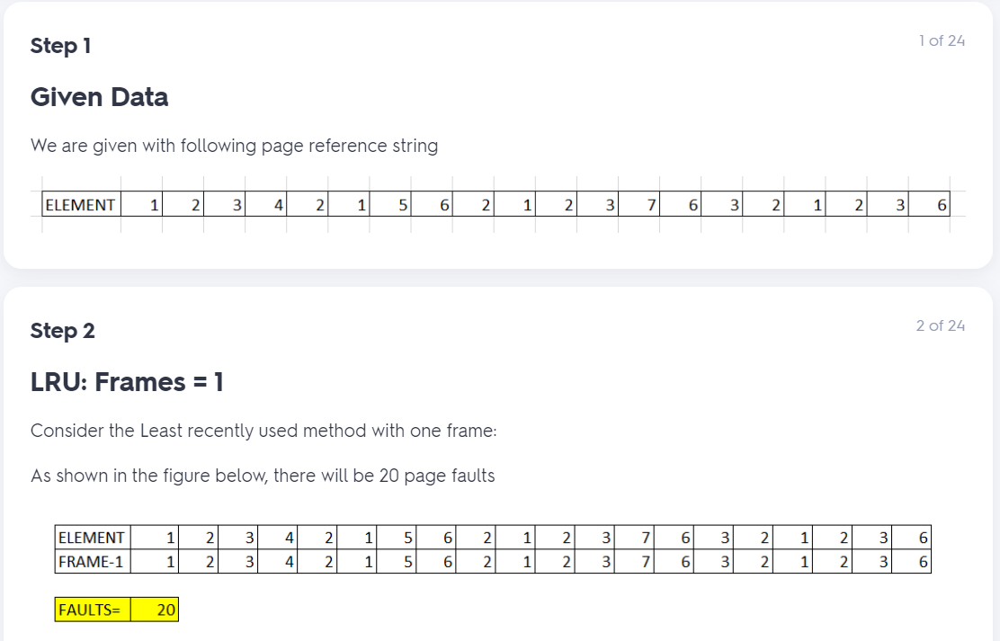 Step 1
1 of 24
Given Data
We are given with following page reference string
ELEMENT 1 2 3 4 2 1 5 6 2 1 2 3 7 6 3 2 1 2 3 6
Step 2
2 of 24
LRU: Frames = 1
Consider the Least recently used method with one frame:
As shown in the figure below, there will be 20 page faults
ELEMENT 1 2 3 4 2 1 5 6 2 1 2 3 7 6 3 2 1 2 3 6
FRAME-1 1 2 3 4 2 1 5 6 2 1 2 3 7 6 3 2 1 2 3 6
FAULTS= 20